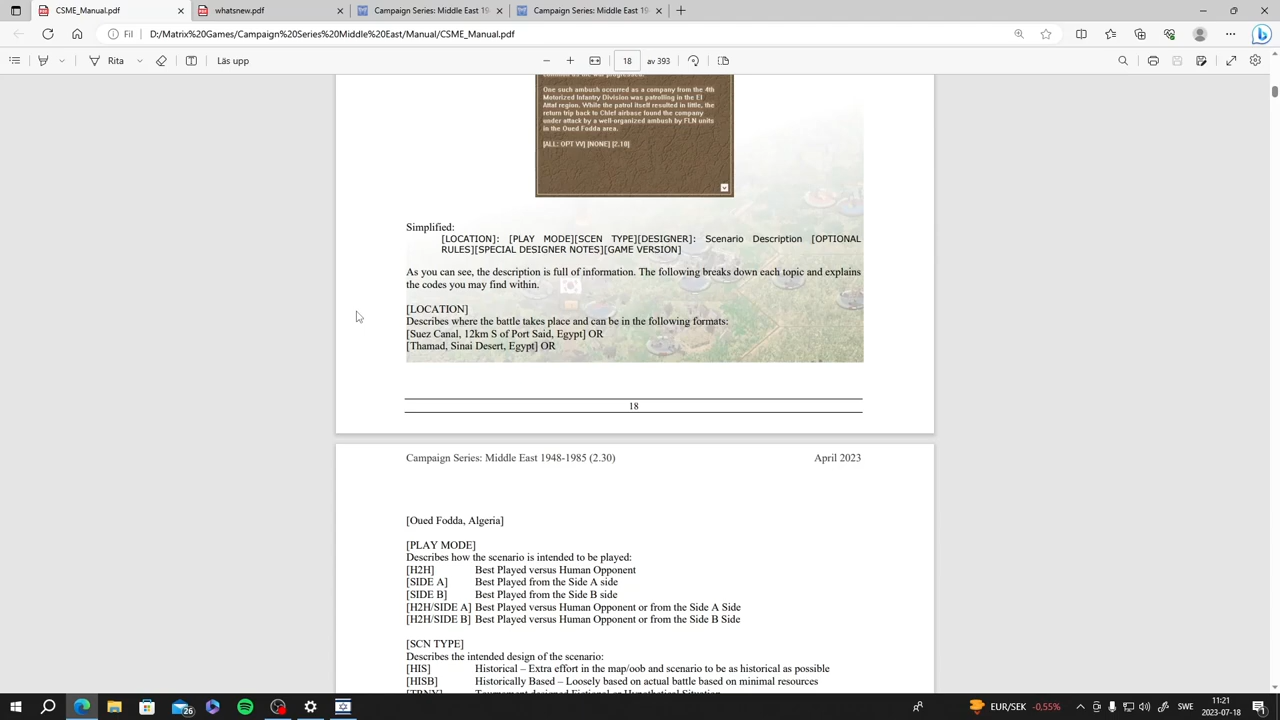 CSME_Manual.pdf
whatsnew.pdf
Campaign Series Middle East 19
Campaign Series Middle East 19
Fil
D:/Matrix%20Games/Campaign%20Series%20Middle%20East/Manual/CSME_Manual.pdf
Rita
Läs upp
18
av 393
One such ambush occurred as a company from the 4th
Motorized Infantry Division was patrolling in the El
Attaf region. While the patrol itself resulted in little, the
return trip back to Chlef airbase found the company
under attack by a well-organized ambush by FLN units
in the Oued Fodda area.
[ALL: OPT VV] [NONE] [2.10]
Simplified:
[LOCATION]: [PLAY MODE][SCEN TYPE][DESIGNER]: Scenario Description [OPTIONAL
RULES][SPECIAL DESIGNER NOTES][GAME VERSION]
As you can see, the description is full of information. The following breaks down each topic and explains
the codes you may find within.
[LOCATION]
Describes where the battle takes place and can be in the following formats:
[Suez Canal, 12km S of Port Said, Egypt] OR
[Thamad, Sinai Desert, Egypt] OR
18
Campaign Series: Middle East 1948-1985 (2.30)
April 2023
[Oued Fodda, Algeria]
[PLAY MODE]
Describes how the scenario is intended to be played:
[H2H] Best Played versus Human Opponent
[SIDE A] Best Played from the Side A side
[SIDE B] Best Played from the Side B side
[H2H/SIDE A] Best Played versus Human Opponent or from the Side A Side
[H2H/SIDE B] Best Played versus Human Opponent or from the Side B Side
[SCN TYPE]
Describes the intended design of the scenario:
[HIS] Historical – Extra effort in the map/oob and scenario to be as historical as possible
[HISB] Historically Based – Loosely based on actual battle based on minimal resources
26
EUR/SEK
-0,55%
SWE
11:21
2023-07-18